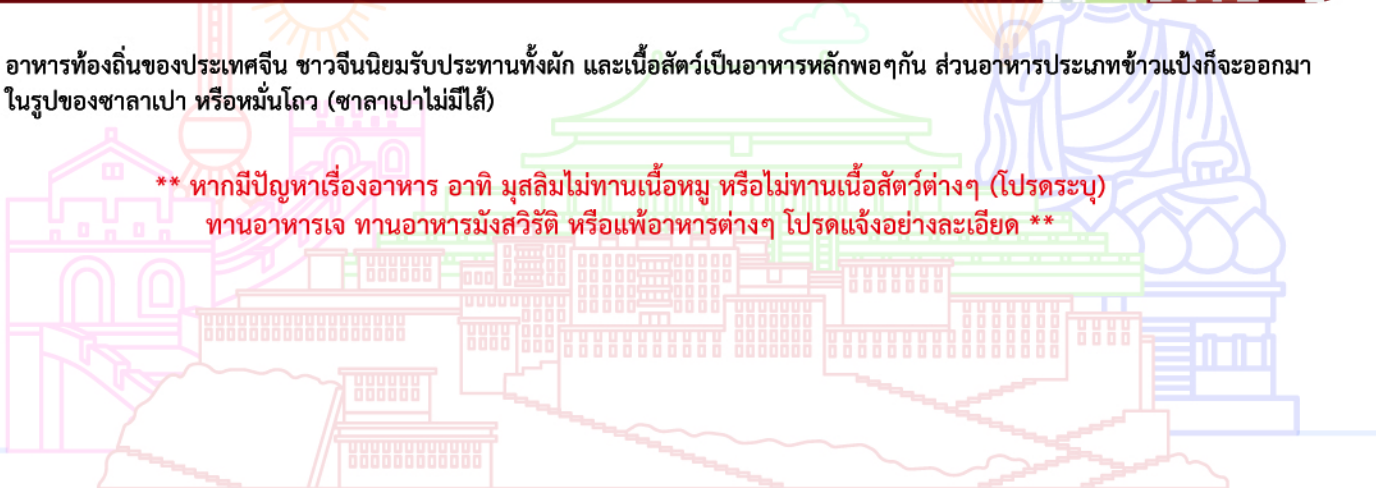 อาหารท้องถิ่นของประเทศจีน ชาวจีนนิยมรับประทานทั้งผัก และเนื้อสัตว์เป็นอาหารหลักพอๆกัน ส่วนอาหารประเภทข้าวแป้งก็จะออกมา
ในรูปของซาลาเปา หรือหมั่นโถว (ซาลาเปาไม่มีไส้)
** หากมีปัญหาเรื่องอาหาร อาทิ มุสลิมไม่ทานเนื้อหมู หรือไม่ทานเนื้อสัตว์ต่างๆ (โปรดระบุ)
ทานอาหารเจ ทานอาหารมังสวิรัติ หรือแพ้อาหารต่างๆ โปรดแจ้งอย่างละเอียด **